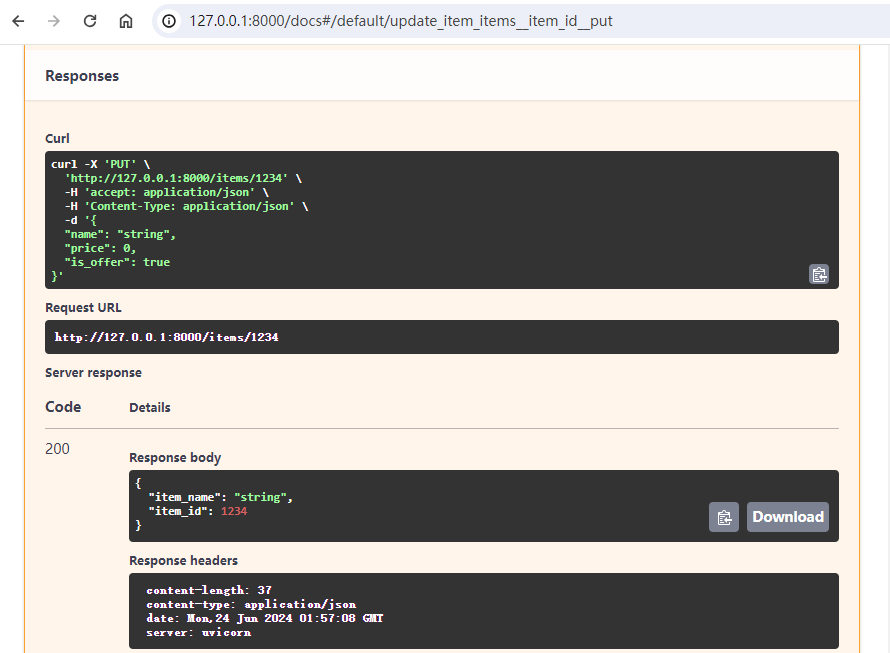 127.0.0.1:8000/docs#/default/update_item_items__item_id__put
Responses
Curl
curl -X 'PUT' \
'http://127.0.0.1:8000/items/1234' \
-H 'accept: application/json' \
-H 'Content-Type: application/json' \
-d '{
"name": "string",
"price": 0,
"is_offer": true
}'
Request URL
http://127.0.0.1:8000/items/1234
Server response
Code Details
200
Response body
{
"item_name": "string",
"item_id": 1234
}
Download
Response headers
content-length: 37
content-type: application/json
date: Mon,24 Jun 2024 01:57:08 GMT
server: uvicorn